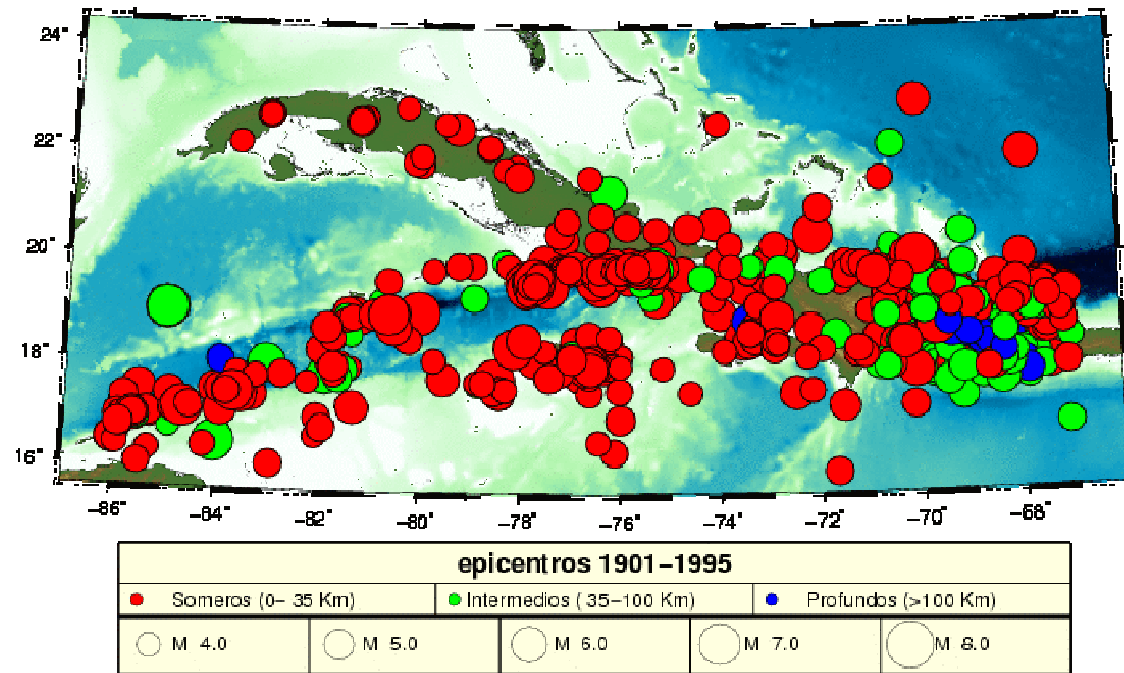 24°
22°
20°
18°
16°
−86° −84° −82° −80° −78° −76° −74° −72° −70° −68°
epicentros 1901−1995
Someros (0− 35 Km) Intermedios ( 35−100 Km) Profundos (>100 Km)
M 4.0 M 5.0 M 6.0 M 7.0 M 8.0